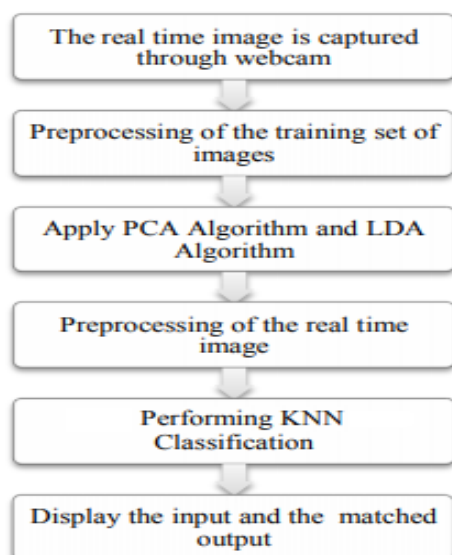 The real time image is captured
through webcam
Preprocessing of the training set of
images
Apply PCA Algorithm and LDA
Algorithm
Preprocessing of the real time
image
Performing KNN
Classification
Display the input and the matched
output